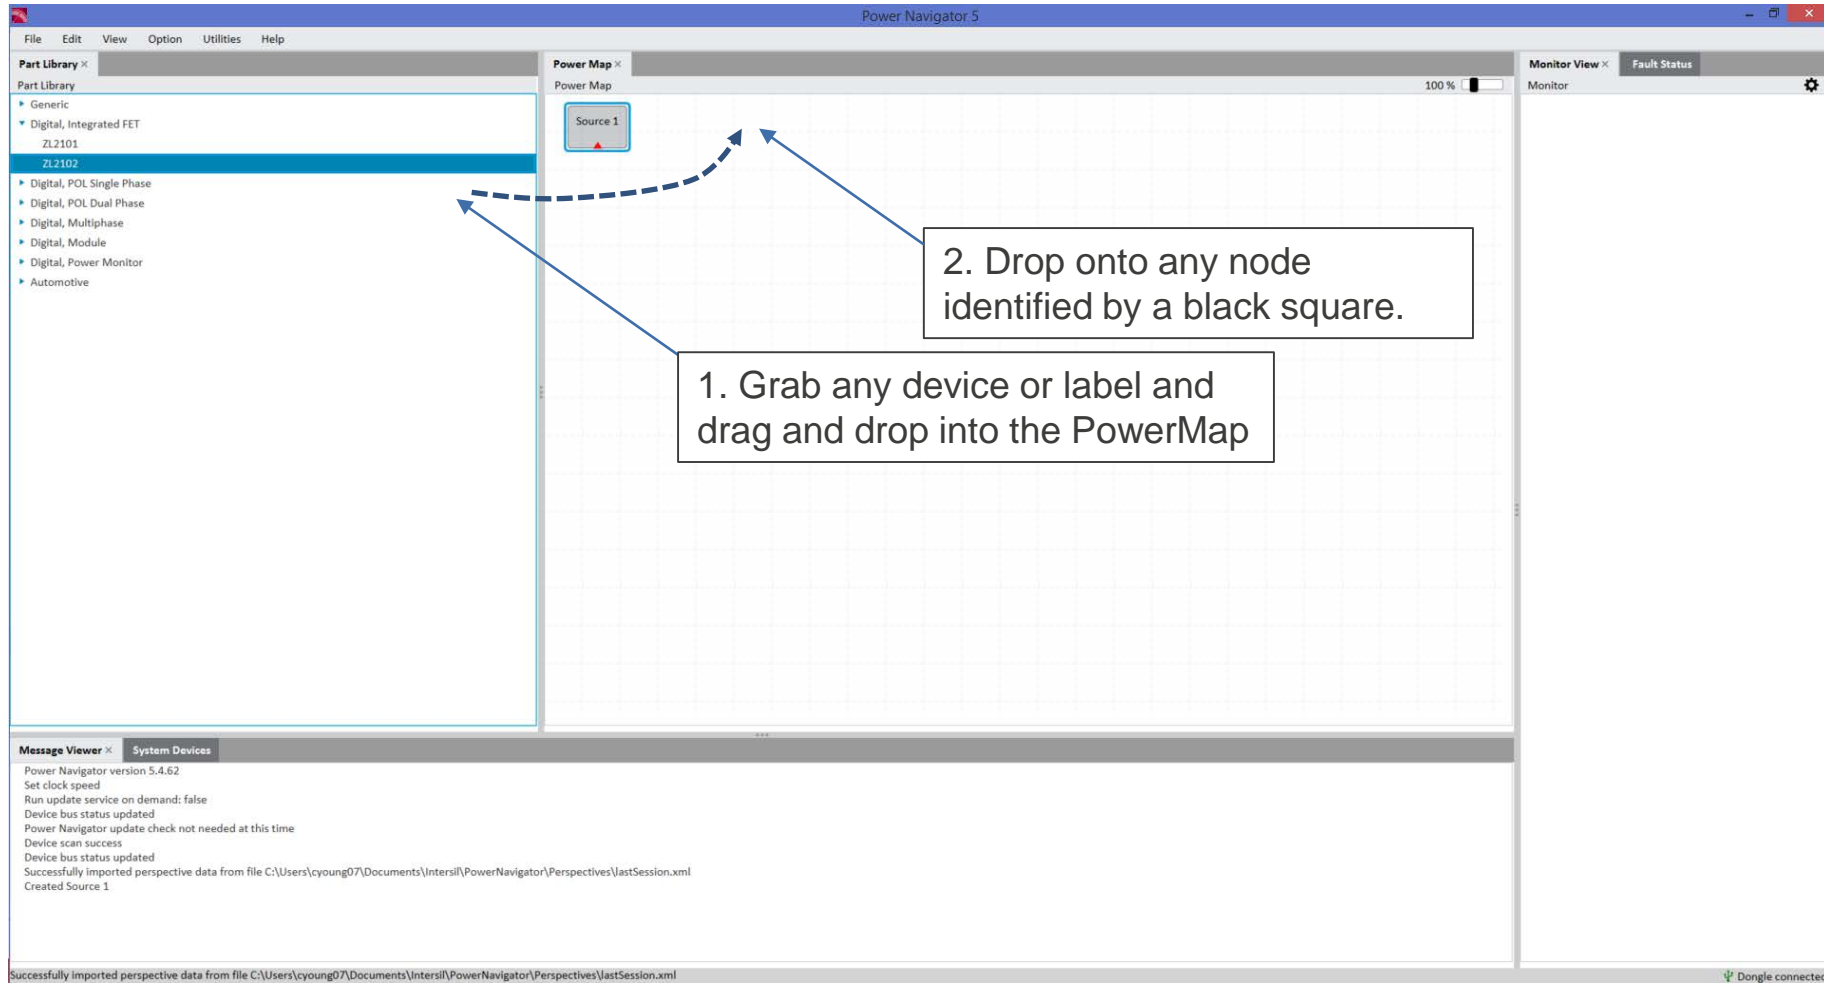 Power Navigator 5
File Edit View Option Utilities Help
Part Library ×
Part Library
Generic
Digital, Integrated FET
ZL2101
ZL2102
Digital, POL Single Phase
Digital, POL Dual Phase
Digital, Multiphase
Digital, Module
Digital, Power Monitor
Automotive
Power Map ×
Power Map
100 %
Source 1
2. Drop onto any node
identified by a black square.
1. Grab any device or label and
drag and drop into the PowerMap
Monitor View × Fault Status
Monitor
Message Viewer × System Devices
Power Navigator version 5.4.62
Set clock speed
Run update service on demand: false
Device bus status updated
Power Navigator update check not needed at this time
Device scan success
Device bus status updated
Successfully imported perspective data from file C:\Users\cyoung07\Documents\Intersil\PowerNavigator\Perspectives\lastSession.xml
Created Source 1
Successfully imported perspective data from file C:\Users\cyoung07\Documents\Intersil\PowerNavigator\Perspectives\lastSession.xml
Dongle connected